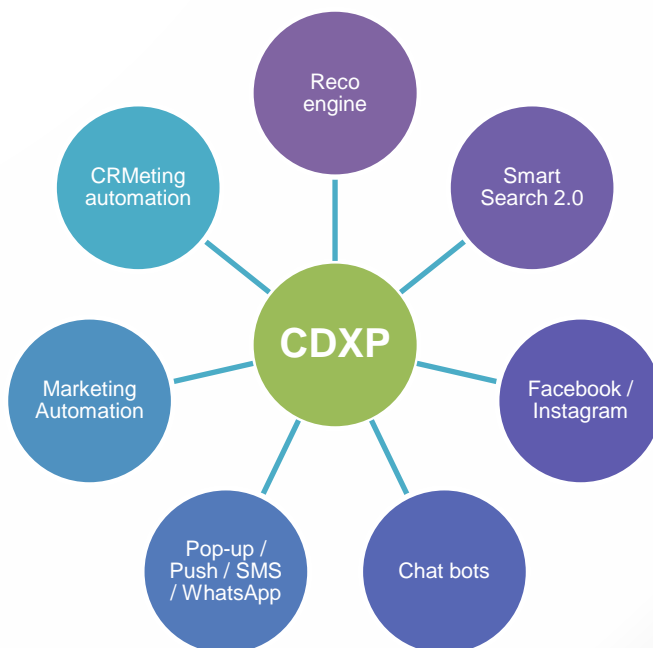 Reco
engine
CRMeting
automation
Smart
Search 2.0
CDXP
Marketing
Automation
Facebook /
Instagram
Pop-up /
Push / SMS
/ WhatsApp
Chat bots